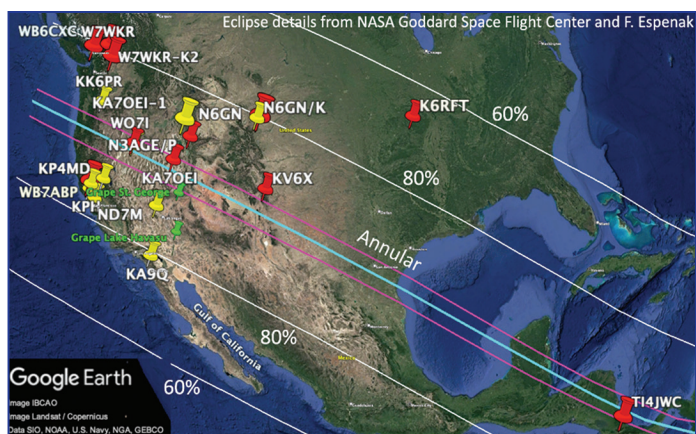 Eclipse details from NASA Goddard Space Flight Center and F. Espenak
WB6CXC
W7WKR
W7WKR-K2
60%
KK6PR
KA7OEI-1
N6GN
N6GN/K
K6RFT
United States
WO7I
N3AGE/P
80%
KP4MD
KA7OEI
KV6X
WB7ABP
Grape St. George
KPH
ND7M
Grape Lake Havasu
Annular
KA9Q
Gulf of California
80%
Mexico
60%
Google Earth
Image IBCAO
Image Landsat / Copernicus
Data SIO, NOAA, U.S. Navy, NGA, GEBCO
TI4JWC